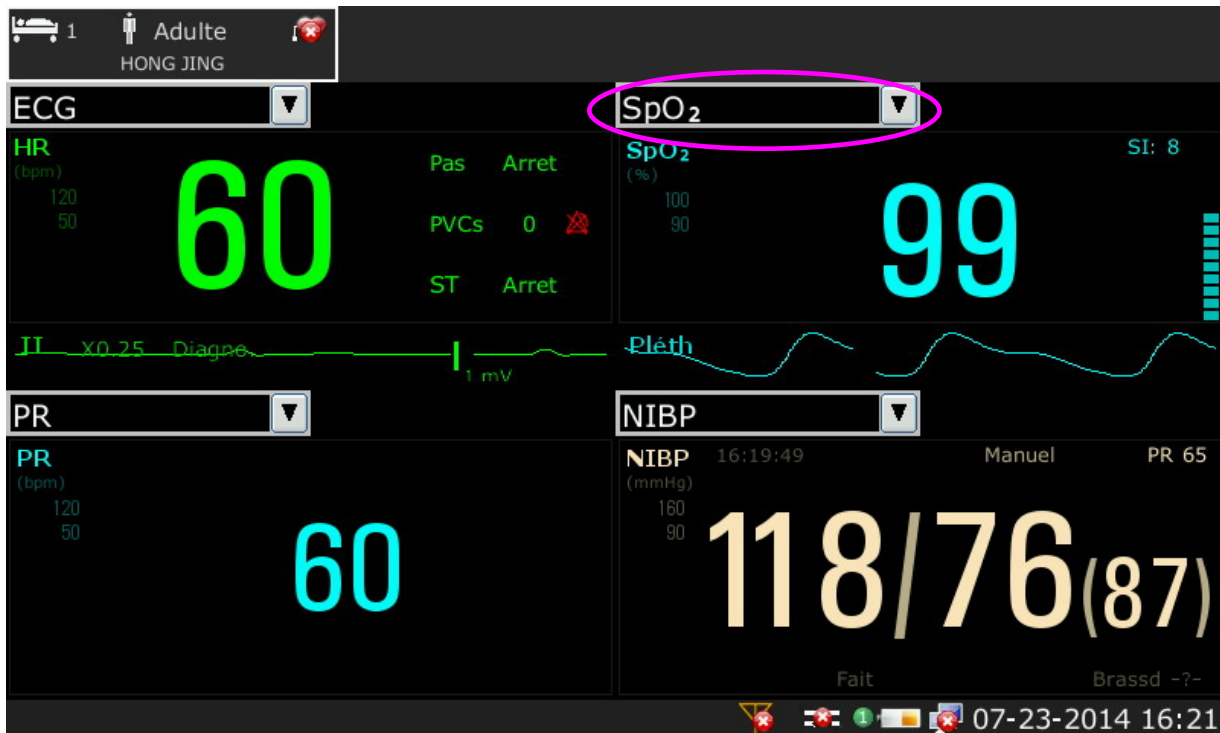 1 Adulte
HONG JING
ECG
HR
(bpm)
120
50
60
Pas Arret
PVCs 0
ST Arret
II X0.25 Diagno
1 mV
SpO₂
SpO₂
(%)
100
90
99
SI: 8
Pléth
PR
PR
(bpm)
120
50
60
NIBP
NIBP 16:19:49 Manuel PR 65
(mmHg)
160
90
118/76(87)
Fait Brassd -?-
1 07-23-2014 16:21